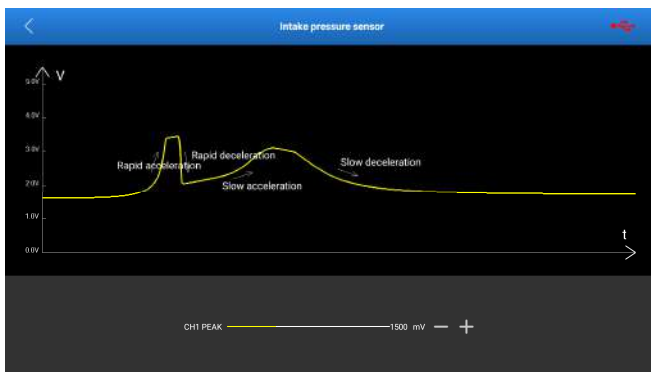 Intake pressure sensor
5.0V
V
4.0V
3.0V
Rapid acceleration
Rapid deceleration
Slow deceleration
2.0V
Slow acceleration
1.0V
t
0.0V
CH1 PEAK 1500 mV